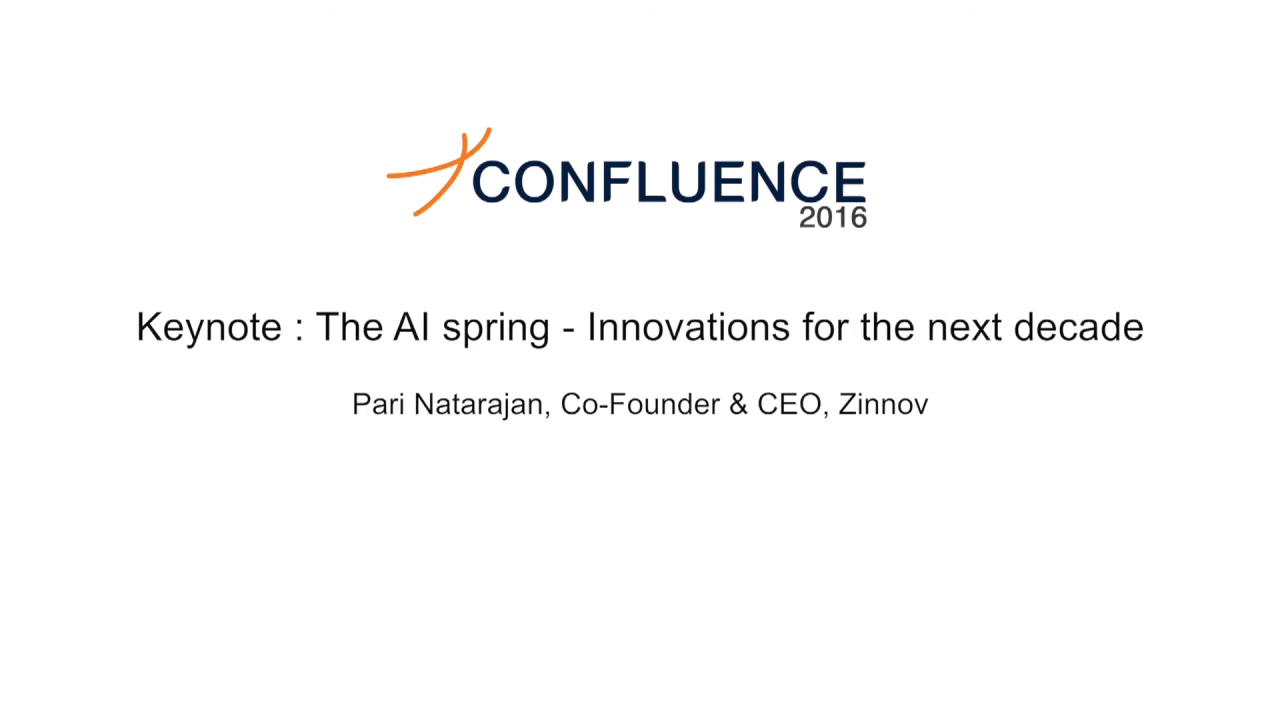 CONFLUENCE
2016
Keynote : The AI spring - Innovations for the next decade
Pari Natarajan, Co-Founder & CEO, Zinnov